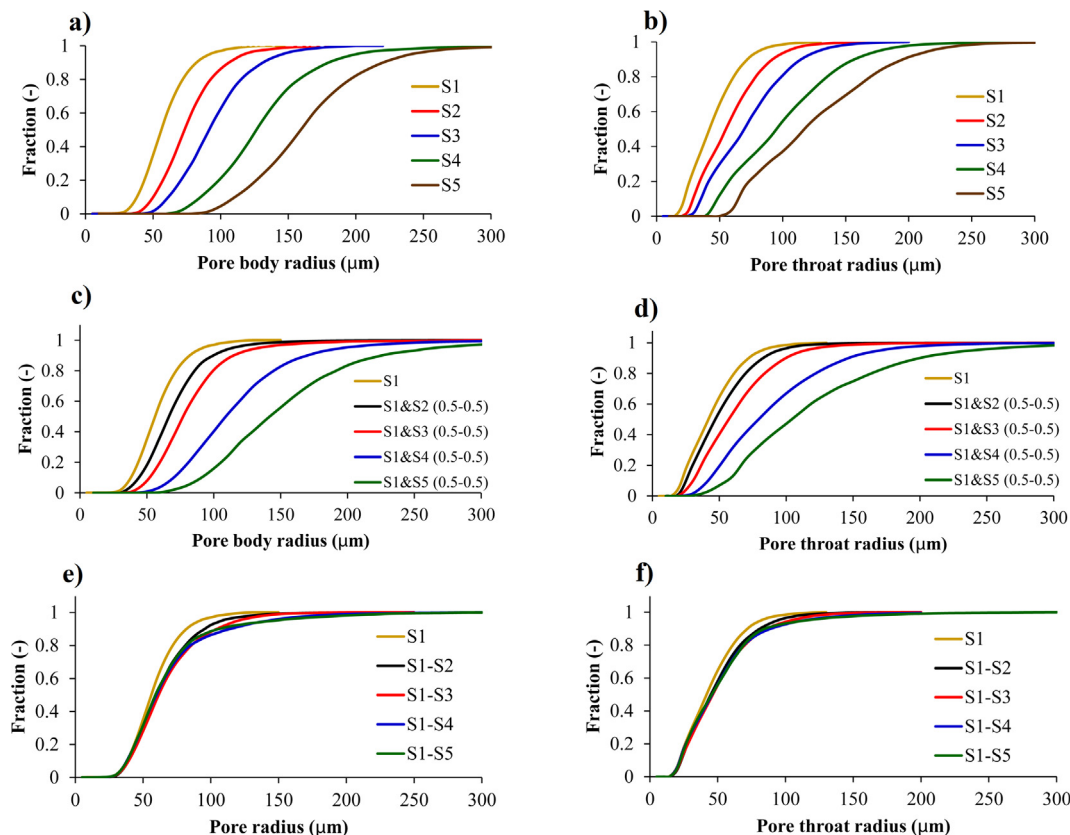 a)
Fraction (-)
1
0.8
0.6
0.4
0.2
0
0 50 100 150 200 250 300
Pore body radius (μm)
S1
S2
S3
S4
S5
b)
Fraction (-)
1
0.8
0.6
0.4
0.2
0
0 50 100 150 200 250 300
Pore throat radius (μm)
S1
S2
S3
S4
S5
c)
Fraction (-)
1
0.8
0.6
0.4
0.2
0
0 50 100 150 200 250 300
Pore body radius (μm)
S1
S1&S2 (0.5-0.5)
S1&S3 (0.5-0.5)
S1&S4 (0.5-0.5)
S1&S5 (0.5-0.5)
d)
Fraction (-)
1
0.8
0.6
0.4
0.2
0
0 50 100 150 200 250 300
Pore throat radius (μm)
S1
S1&S2 (0.5-0.5)
S1&S3 (0.5-0.5)
S1&S4 (0.5-0.5)
S1&S5 (0.5-0.5)
e)
Fraction (-)
1
0.8
0.6
0.4
0.2
0
0 50 100 150 200 250 300
Pore radius (μm)
S1
S1-S2
S1-S3
S1-S4
S1-S5
f)
Fraction (-)
1
0.8
0.6
0.4
0.2
0
0 50 100 150 200 250 300
Pore throat radius (μm)
S1
S1-S2
S1-S3
S1-S4
S1-S5